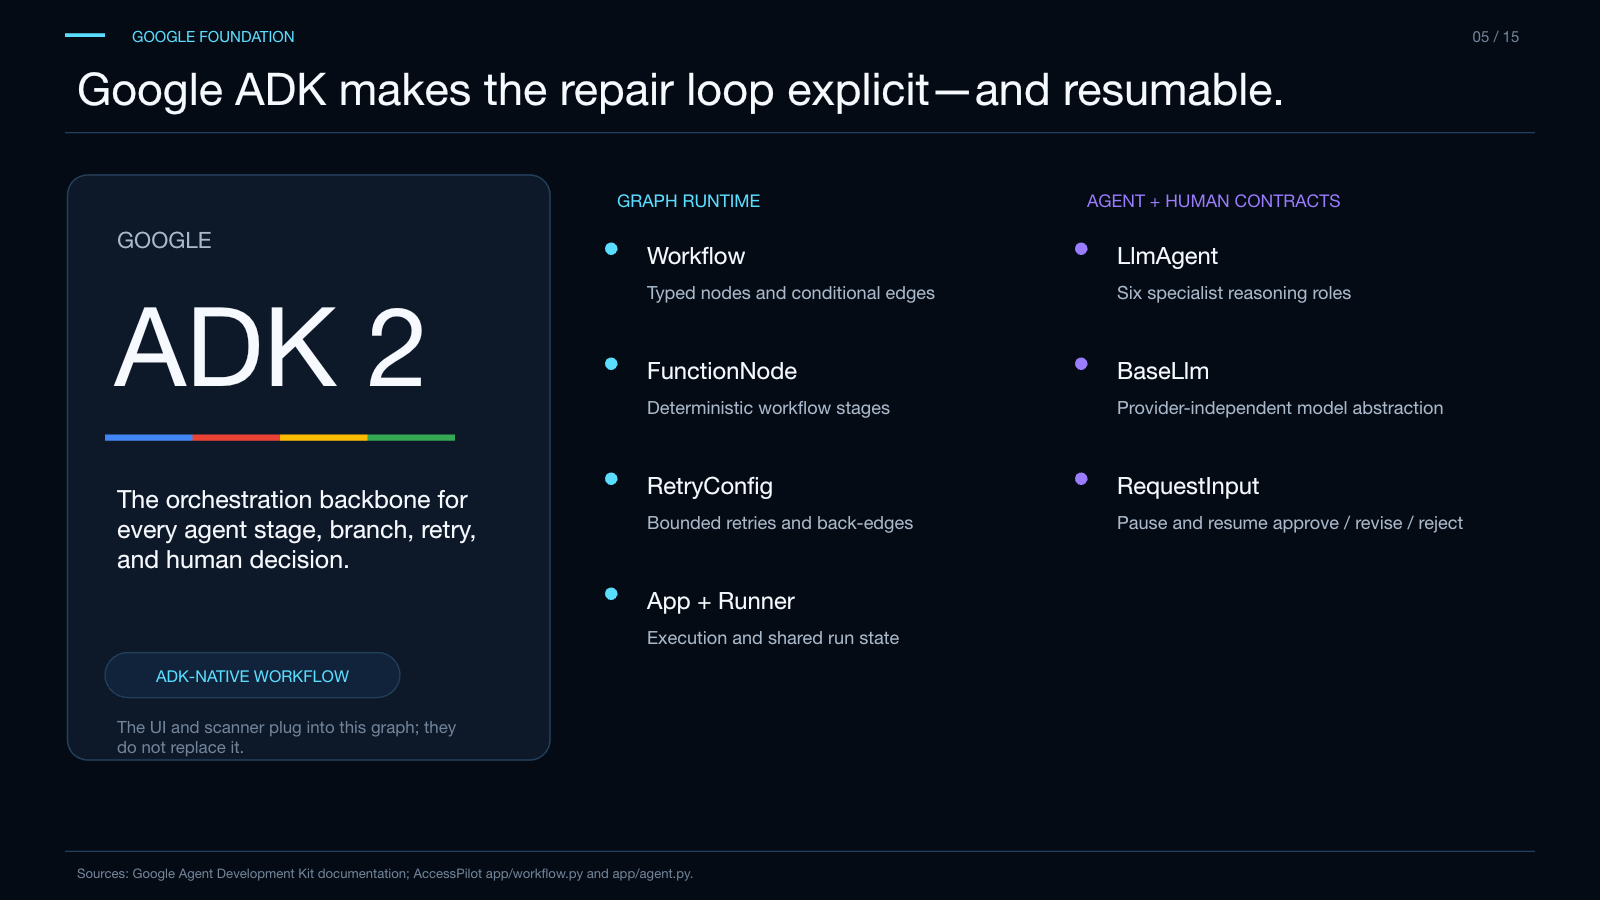 GOOGLE FOUNDATION
05 / 15
Google ADK makes the repair loop explicit—and resumable.
GOOGLE
ADK 2
The orchestration backbone for
every agent stage, branch, retry,
and human decision.
ADK-NATIVE WORKFLOW
The UI and scanner plug into this graph; they
do not replace it.
GRAPH RUNTIME
Workflow
Typed nodes and conditional edges
FunctionNode
Deterministic workflow stages
RetryConfig
Bounded retries and back-edges
App + Runner
Execution and shared run state
AGENT + HUMAN CONTRACTS
LlmAgent
Six specialist reasoning roles
BaseLlm
Provider-independent model abstraction
RequestInput
Pause and resume approve / revise / reject
Sources: Google Agent Development Kit documentation; AccessPilot app/workflow.py and app/agent.py.